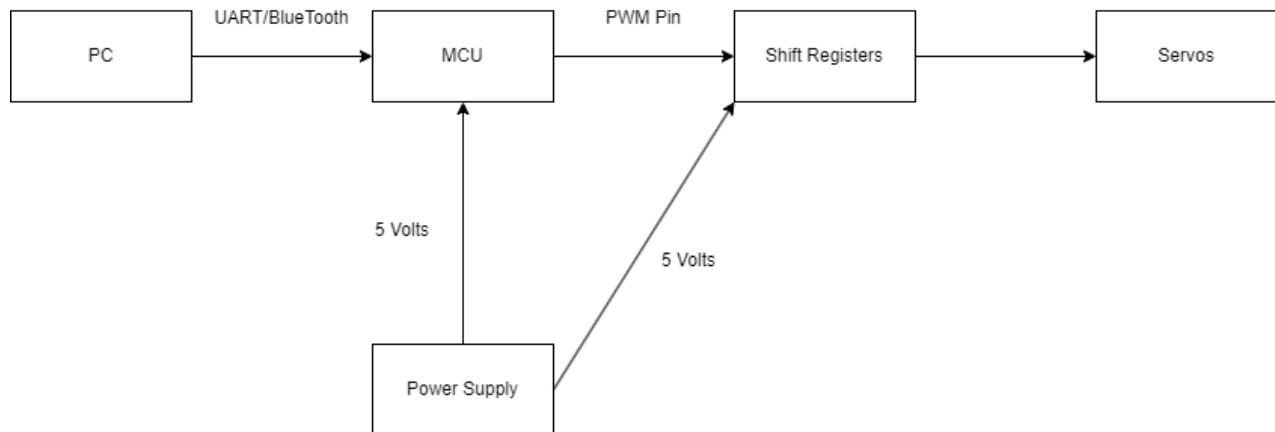 UART/BlueTooth
PWM Pin
PC
MCU
Shift Registers
Servos
5 Volts
5 Volts
Power Supply